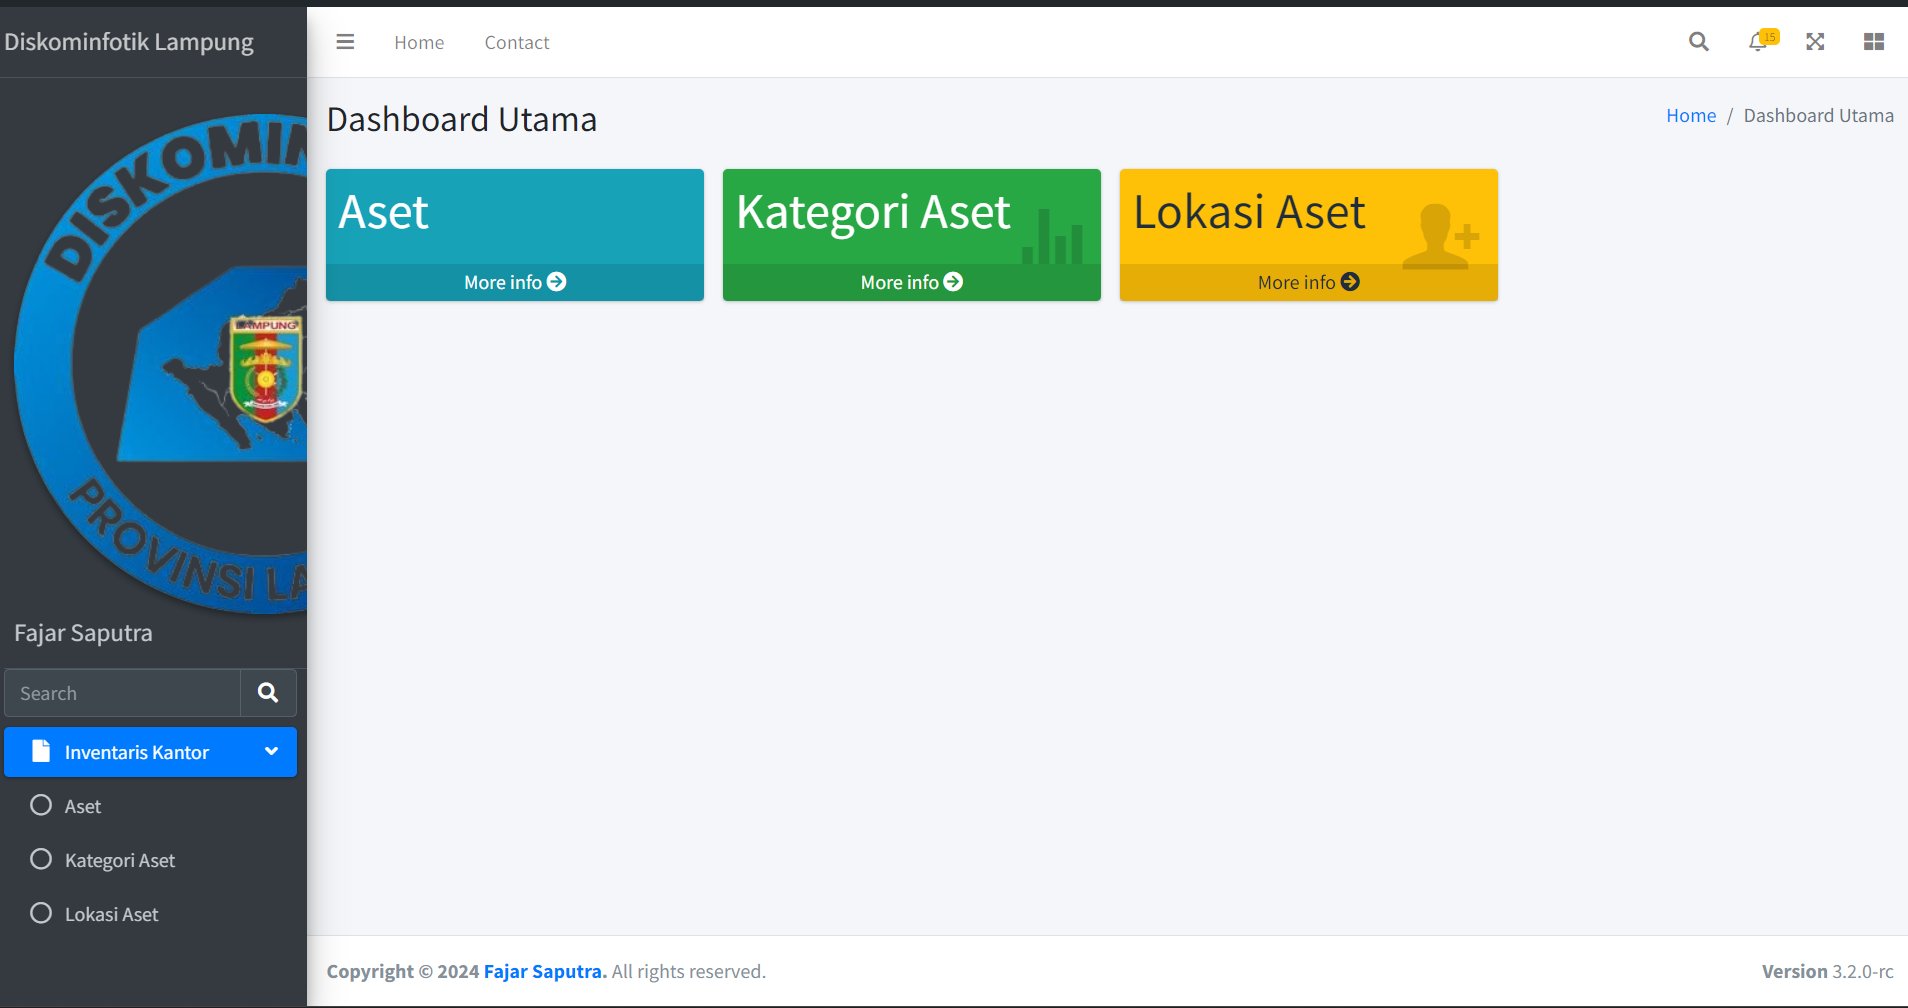 Diskominfotik Lampung
Home
Contact
15
Dashboard Utama
Home / Dashboard Utama
DISKOMIN
LAMPUNG
PROVINSI LA
Fajar Saputra
Search
Inventaris Kantor
Aset
Kategori Aset
Lokasi Aset
Aset
More info
Kategori Aset
More info
Lokasi Aset
More info
Copyright © 2024 Fajar Saputra. All rights reserved.
Version 3.2.0-rc